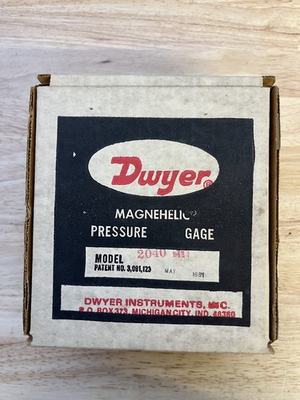 Dwyer®
MAGNEHELIC
PRESSURE GAGE
MODEL 2040
PATENT NO. 3,091,123 MAY
DWYER INSTRUMENTS, INC.
P.O. BOX 373, MICHIGAN CITY, IND. 46360